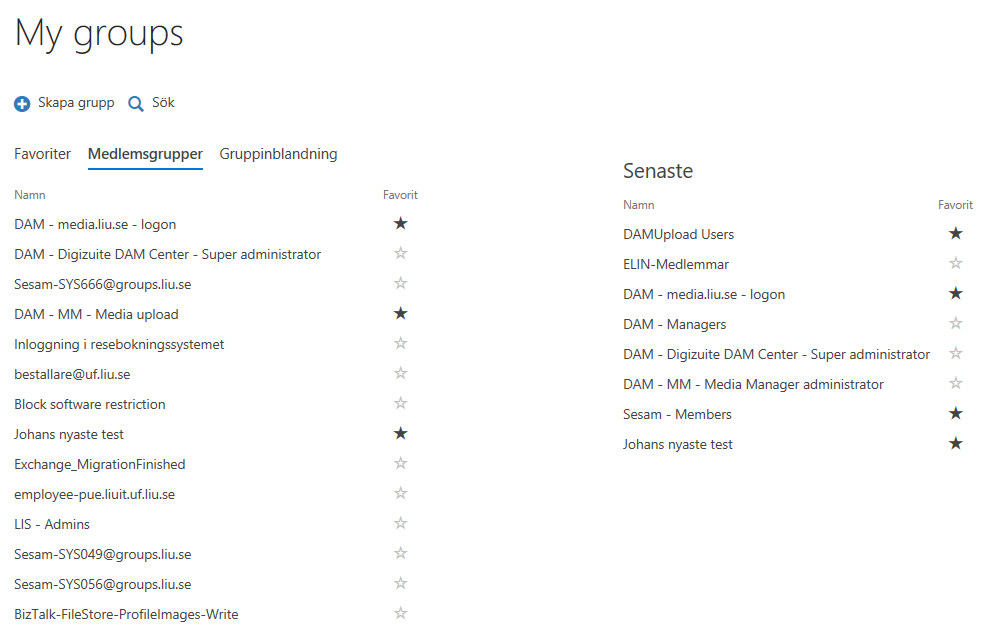 My groups
Skapa grupp Sök
Favoriter Medlemsgrupper Gruppinblandning
Namn Favorit
DAM - media.liu.se - logon
DAM - Digizuite DAM Center - Super administrator
Sesam-SYS666@groups.liu.se
DAM - MM - Media upload
Inloggning i resebokningssystemet
bestallare@uf.liu.se
Block software restriction
Johans nyaste test
Exchange_MigrationFinished
employee-pue.liuit.uf.liu.se
LIS - Admins
Sesam-SYS049@groups.liu.se
Sesam-SYS056@groups.liu.se
BizTalk-FileStore-ProfileImages-Write
Senaste
Namn Favorit
DAMUpload Users
ELIN-Medlemmar
DAM - media.liu.se - logon
DAM - Managers
DAM - Digizuite DAM Center - Super administrator
DAM - MM - Media Manager administrator
Sesam - Members
Johans nyaste test